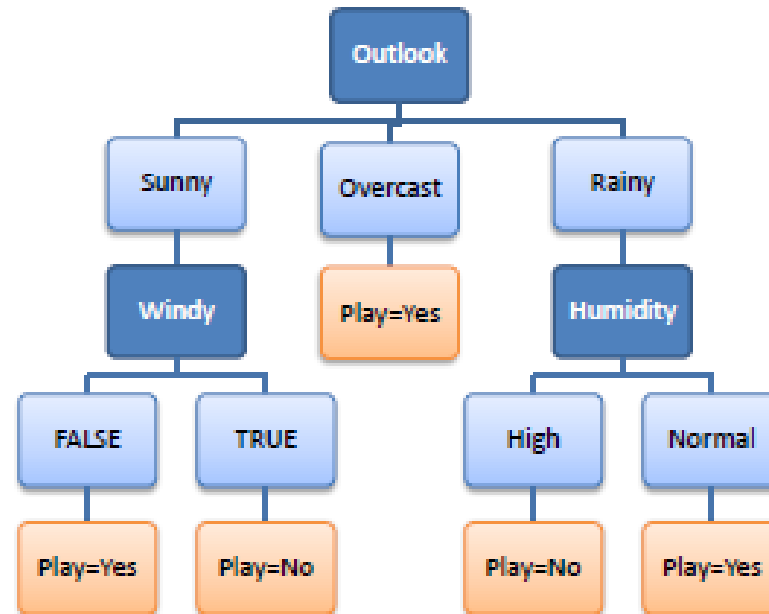 Outlook
Sunny
Overcast
Rainy
Windy
Play=Yes
Humidity
FALSE
TRUE
High
Normal
Play=Yes
Play=No
Play=No
Play=Yes